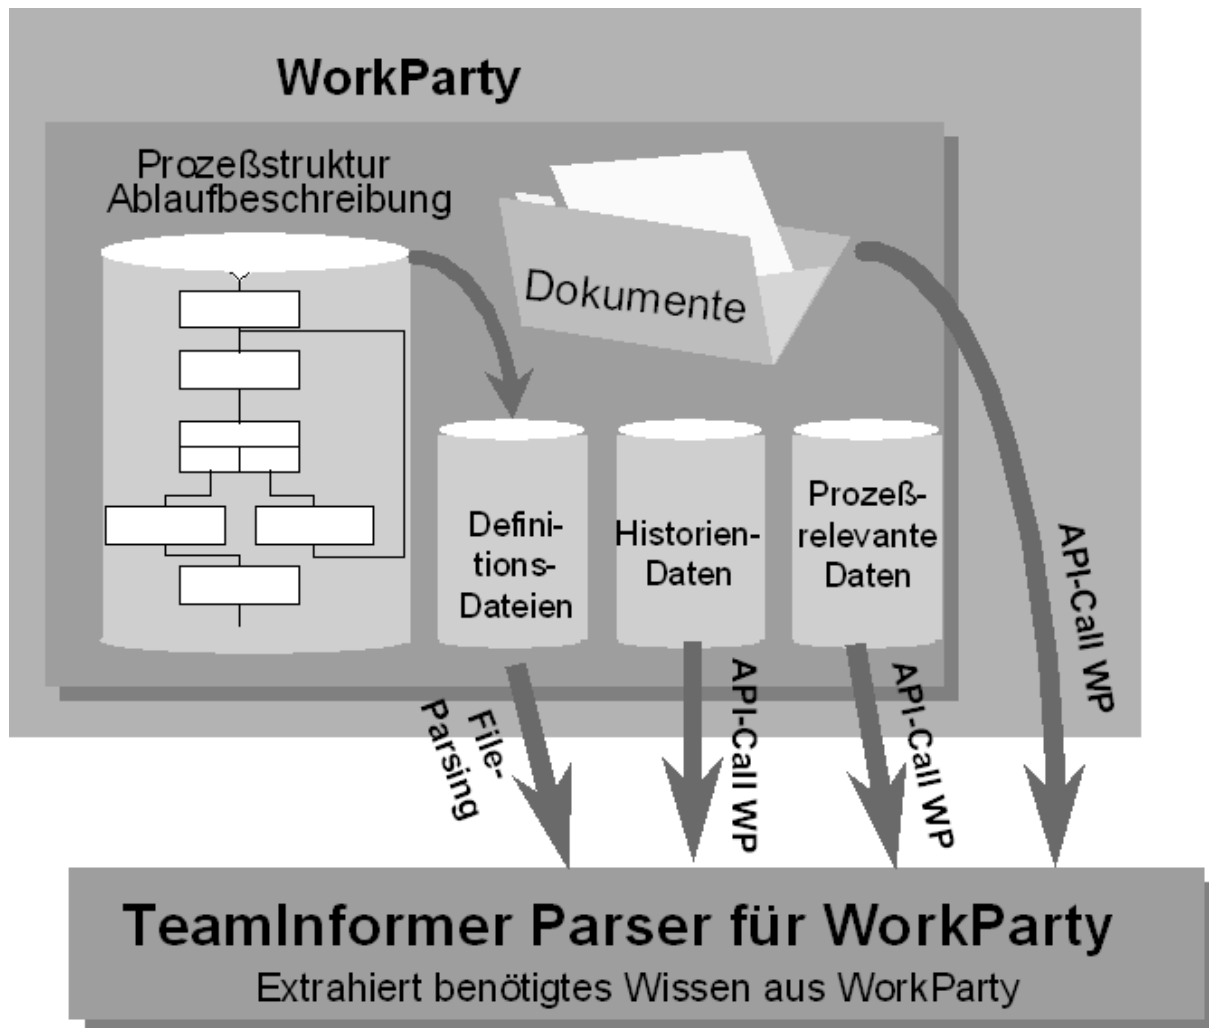 WorkParty
Prozeßstruktur
Ablaufbeschreibung
Dokumente
Defini-
tions-
Dateien
Historien-
Daten
Prozeß-
relevante
Daten
File-
Parsing
API-Call WP
API-Call WP
API-Call WP
TeamInformer Parser für WorkParty
Extrahiert benötigtes Wissen aus WorkParty